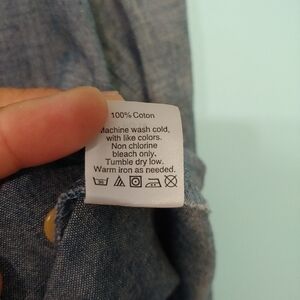 100% Coton
Machine wash cold,
with like colors.
Non chlorine
bleach only.
Tumble dry low.
Warm iron as needed.